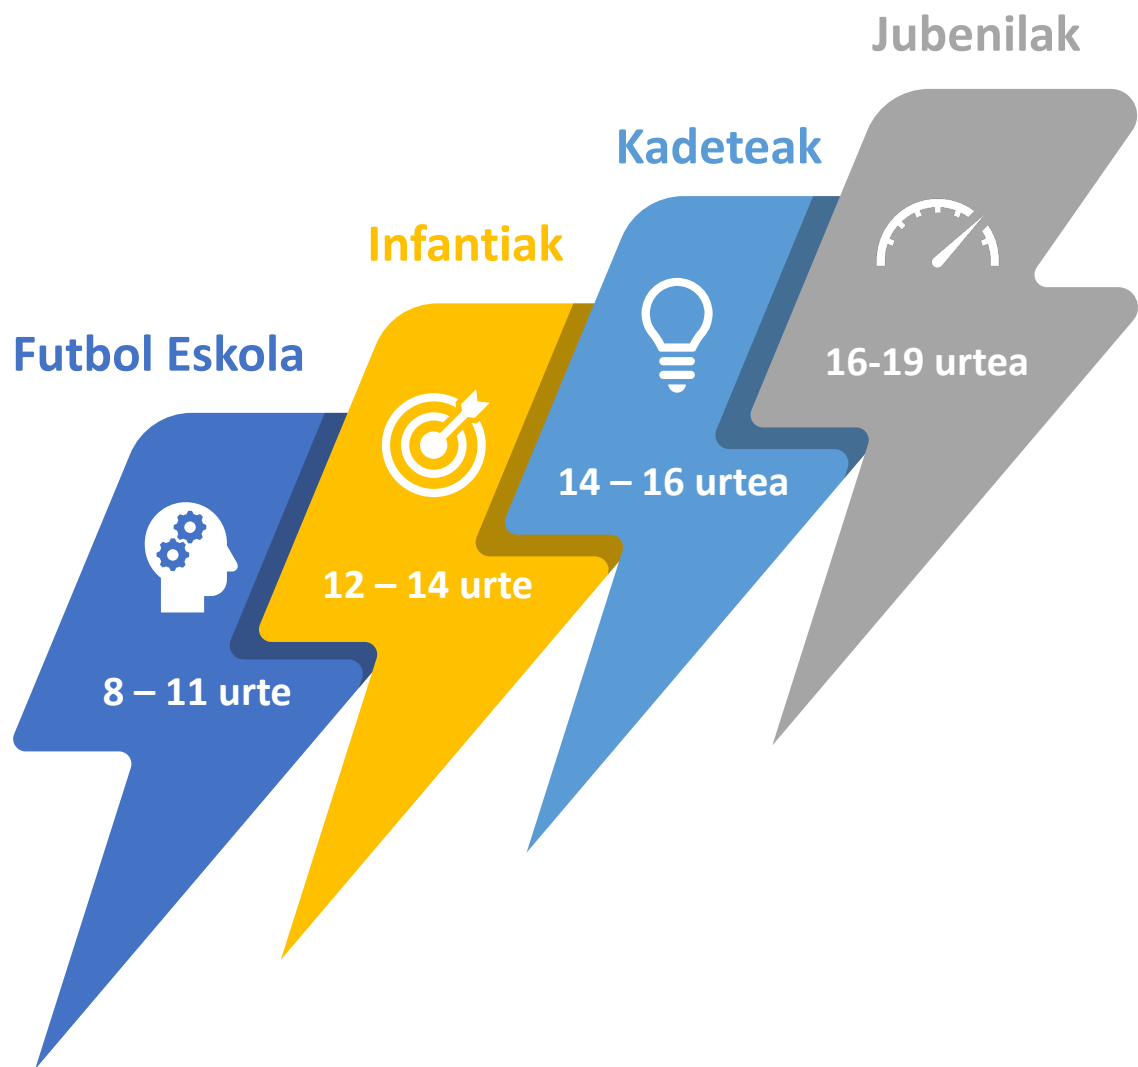 Jubenilak
Kadeteak
Infantiak
Futbol Eskola
16-19 urtea
14 – 16 urtea
12 – 14 urte
8 – 11 urte